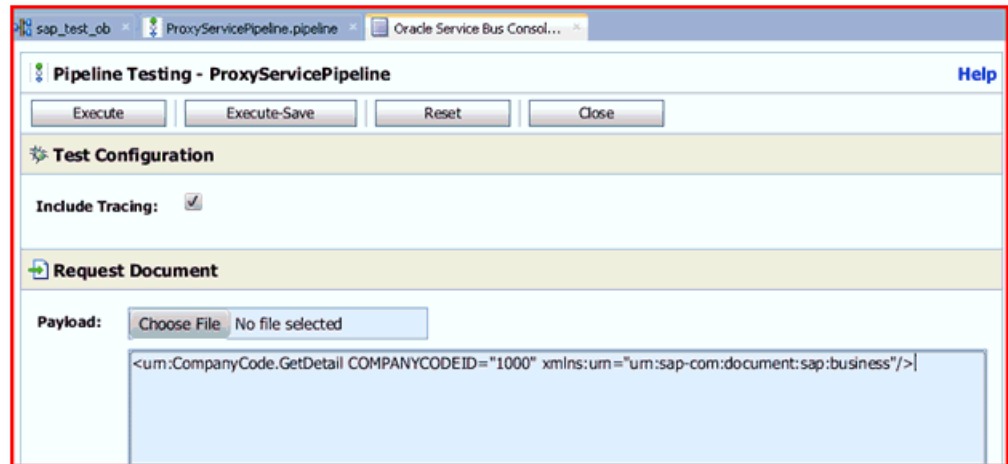 sap_test_ob ProxyServicePipeline.pipeline Oracle Service Bus Consol...
Pipeline Testing - ProxyServicePipeline Help
Execute Execute-Save Reset Close
Test Configuration
Include Tracing:
Request Document
Payload: Choose File No file selected
<urn:CompanyCode.GetDetail COMPANYCODEID="1000" xmlns:urn="urn:sap-com:document:sap:business"/>